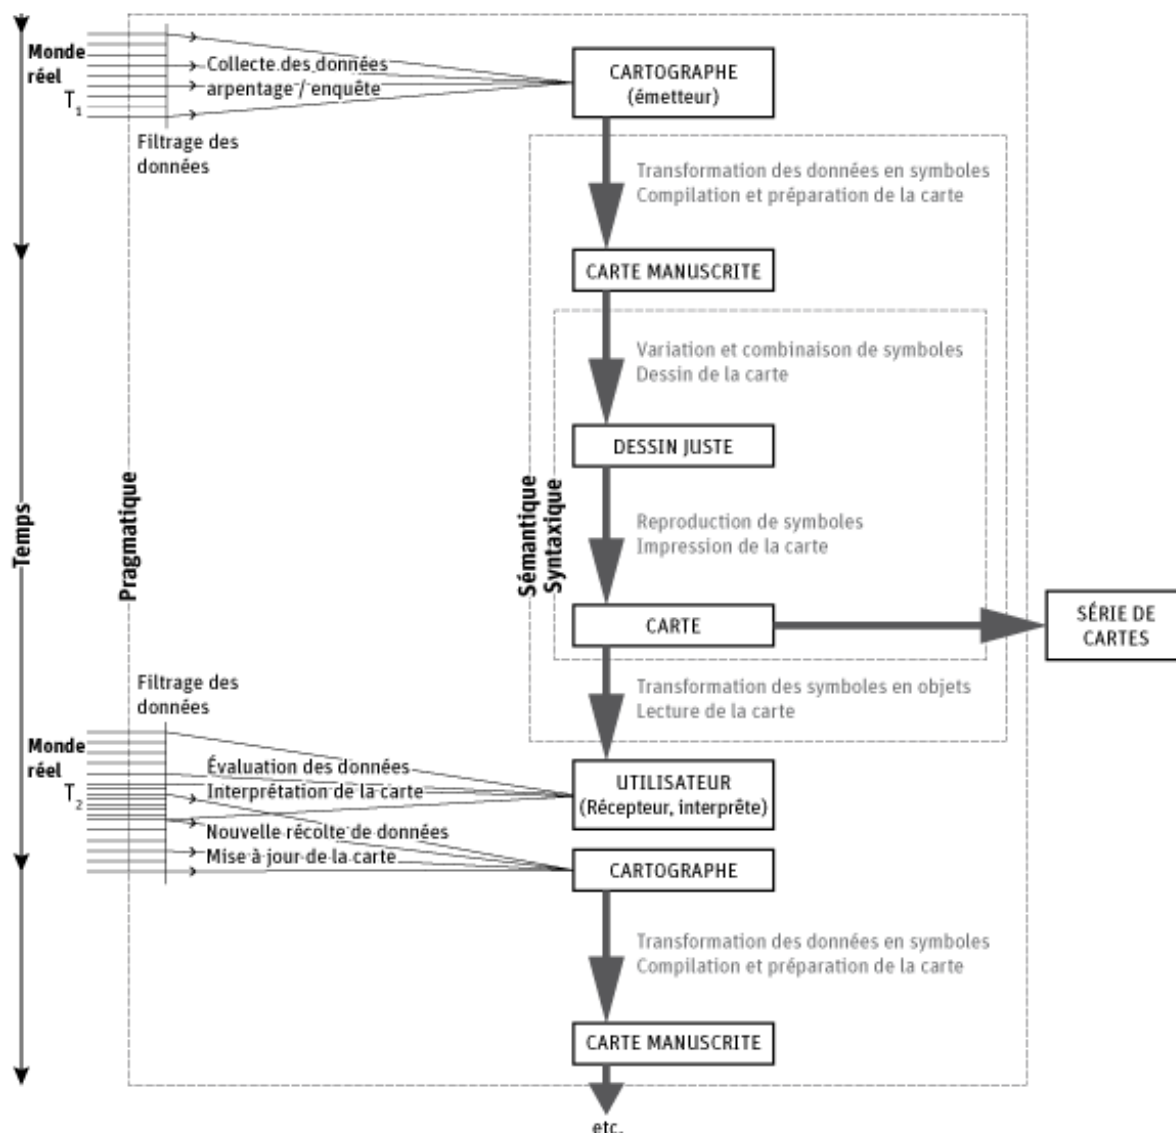 Monde
réel
T1
Collecte des données
arpentage / enquête
CARTOGRAPHE
(émetteur)
Filtrage des
données
Transformation des données en symboles
Compilation et préparation de la carte
CARTE MANUSCRITE
Variation et combinaison de symboles
Dessin de la carte
DESSIN JUSTE
Temps
Pragmatique
Sémantique
Syntaxique
Reproduction de symboles
Impression de la carte
CARTE
SÉRIE DE
CARTES
Filtrage des
données
Transformation des symboles en objets
Lecture de la carte
Monde
réel
T2
Évaluation des données
Interprétation de la carte
UTILISATEUR
(Récepteur, interprête)
Nouvelle récolte de données
Mise à jour de la carte
CARTOGRAPHE
Transformation des données en symboles
Compilation et préparation de la carte
CARTE MANUSCRITE
etc.